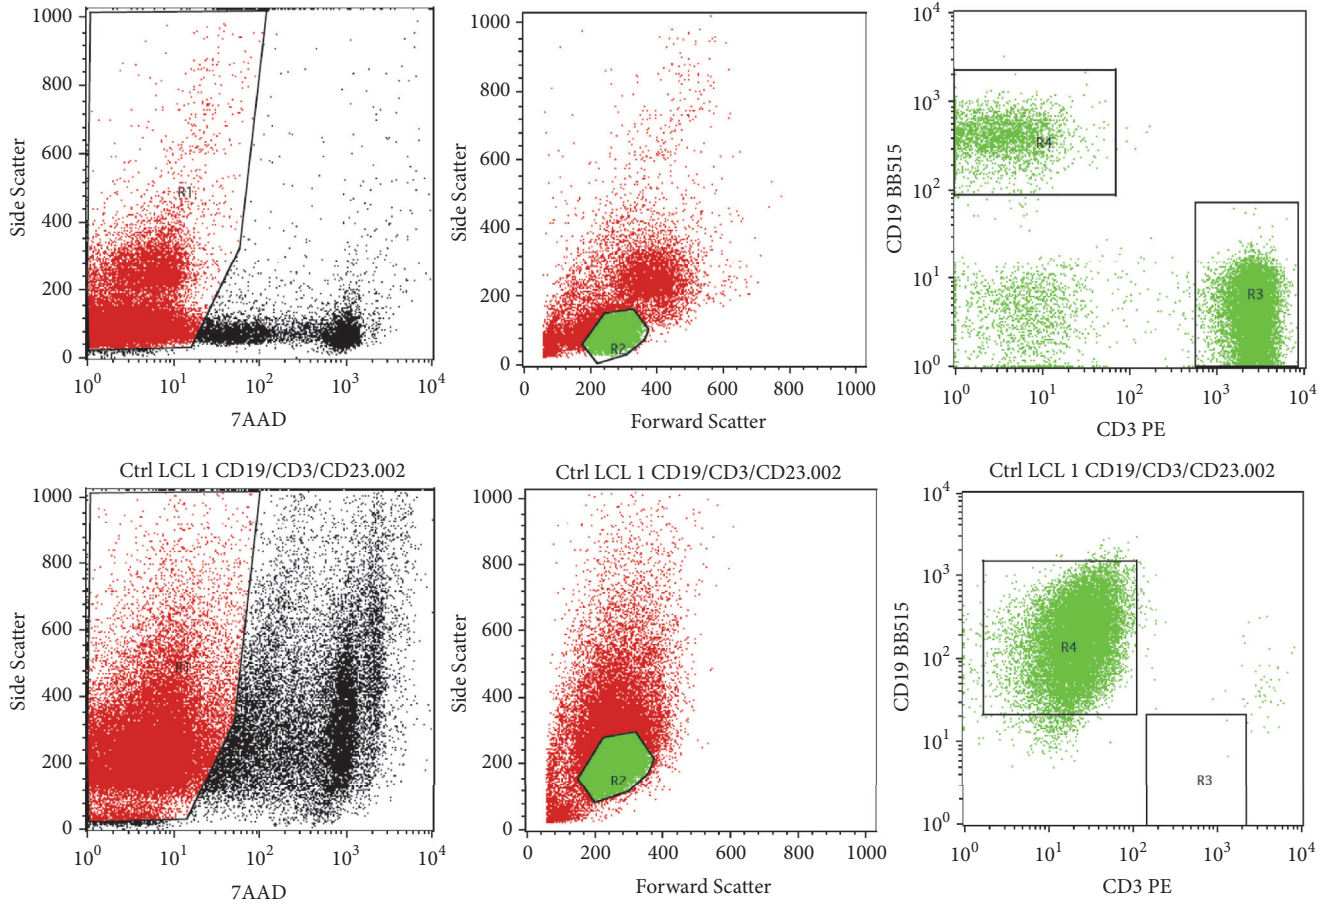 1000
800
600
400
200
0
Side Scatter
R1
10^0 10^1 10^2 10^3 10^4
7AAD
1000
800
600
400
200
0
Side Scatter
R2
0 200 400 600 800 1000
Forward Scatter
10^4
10^3
10^2
10^1
10^0
CD19 BB515
R4
R3
10^0 10^1 10^2 10^3 10^4
CD3 PE
Ctrl LCL 1 CD19/CD3/CD23.002
1000
800
600
400
200
0
Side Scatter
R1
10^0 10^1 10^2 10^3 10^4
7AAD
Ctrl LCL 1 CD19/CD3/CD23.002
1000
800
600
400
200
0
Side Scatter
R2
0 200 400 600 800 1000
Forward Scatter
Ctrl LCL 1 CD19/CD3/CD23.002
10^4
10^3
10^2
10^1
10^0
CD19 BB515
R4
R3
10^0 10^1 10^2 10^3 10^4
CD3 PE